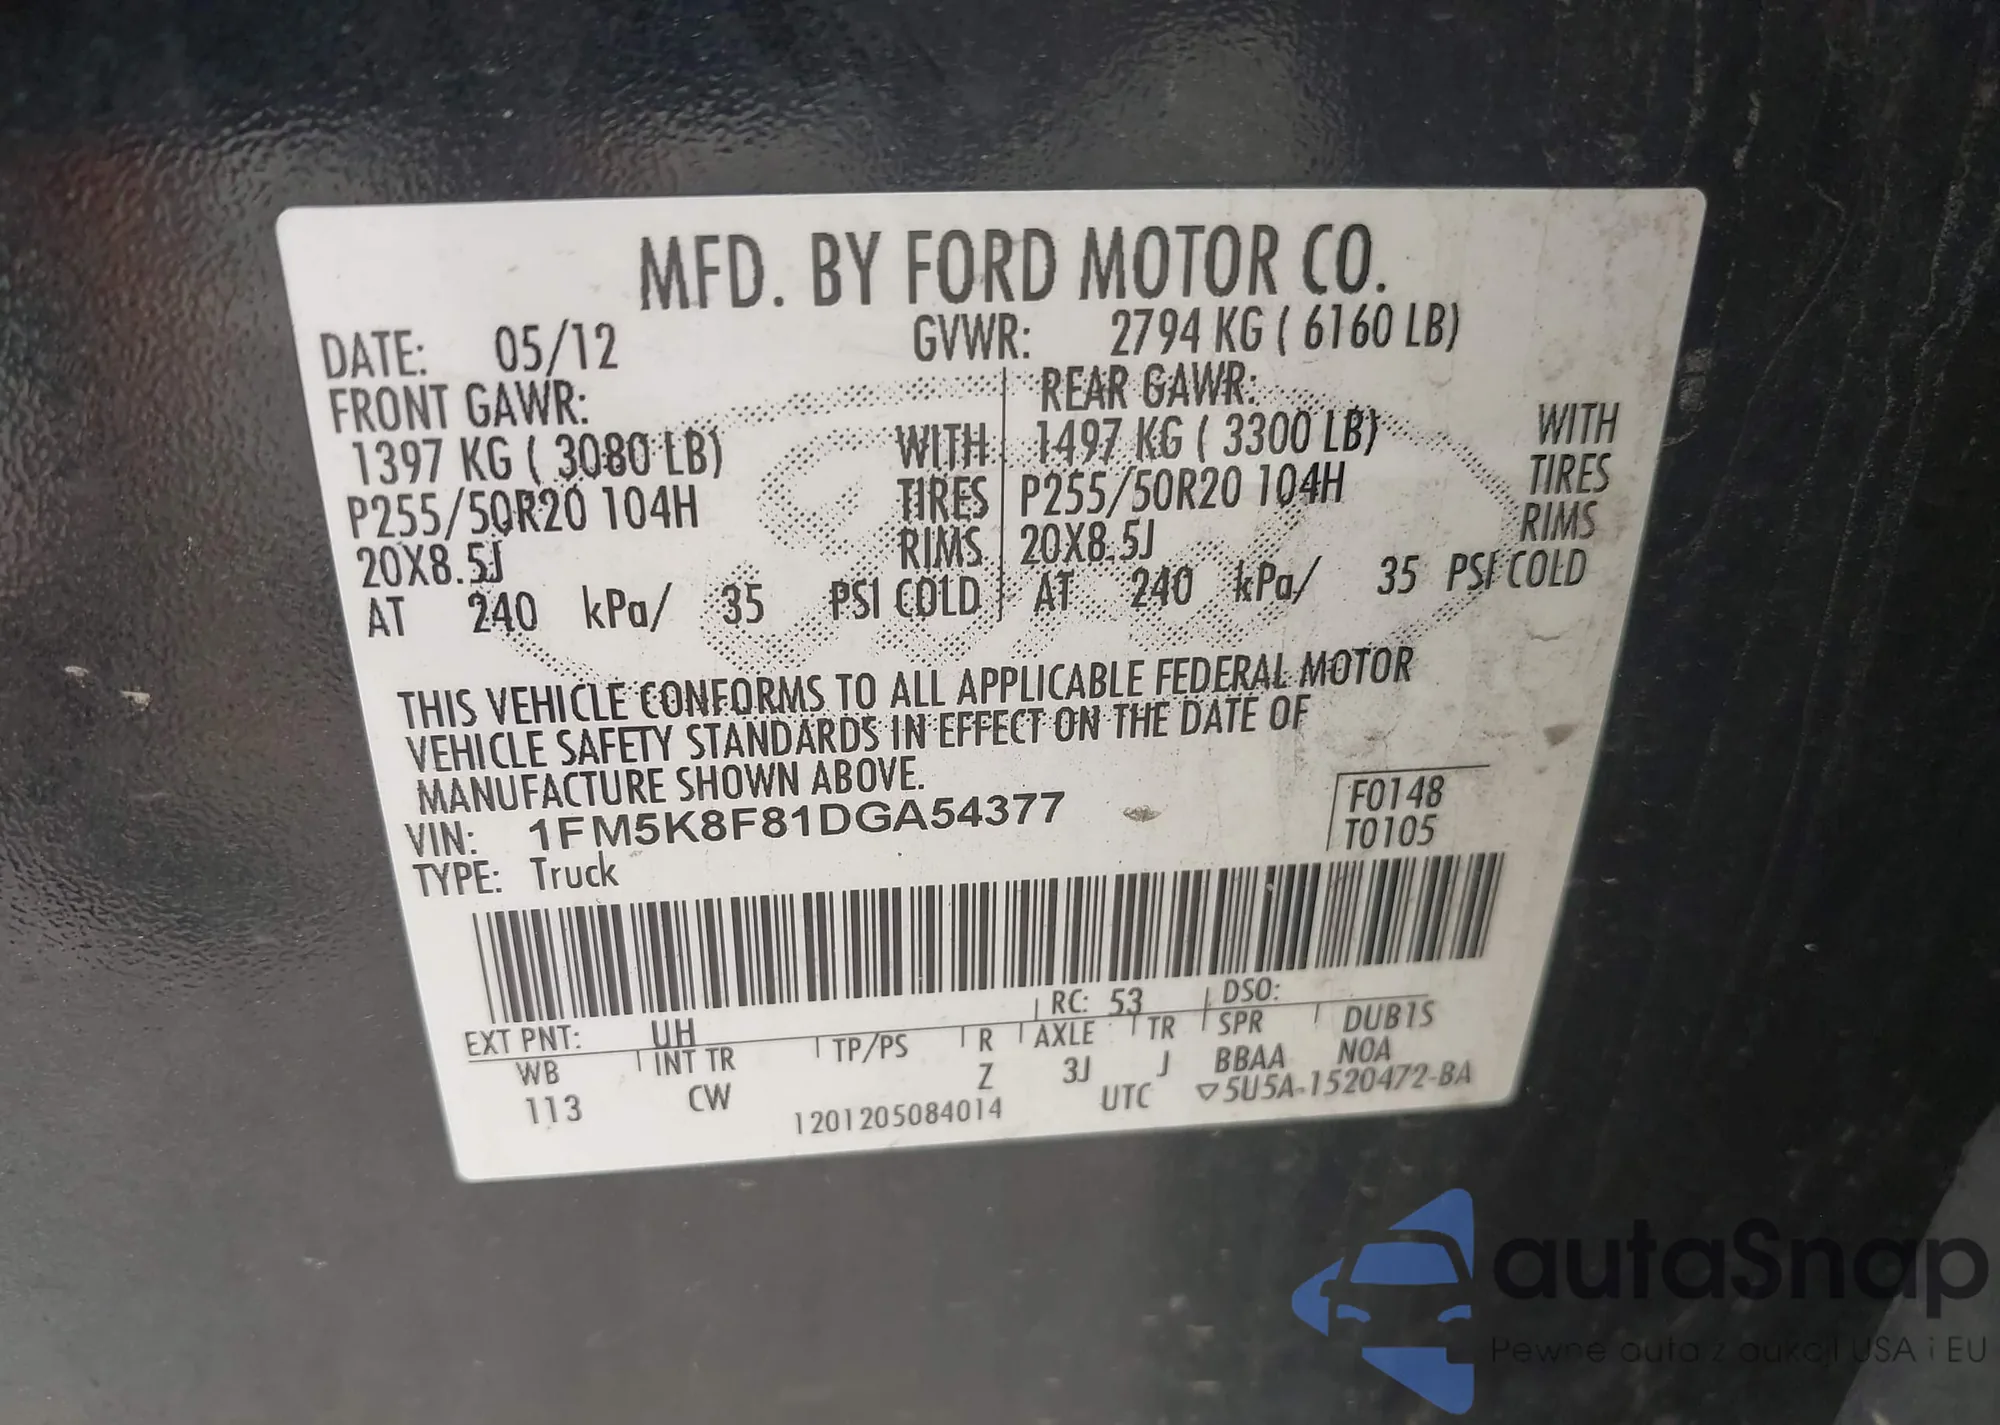 MFD. BY FORD MOTOR CO.
DATE: 05/12 GVWR: 2794 KG ( 6160 LB)
FRONT GAWR: REAR GAWR:
1397 KG ( 3080 LB) WITH 1497 KG ( 3300 LB) WITH
P255/50R20 104H TIRES P255/50R20 104H TIRES
20X8.5J RIMS 20X8.5J RIMS
AT 240 kPa/ 35 PSI COLD AT 240 kPa/ 35 PSI COLD
THIS VEHICLE CONFORMS TO ALL APPLICABLE FEDERAL MOTOR
VEHICLE SAFETY STANDARDS IN EFFECT ON THE DATE OF
MANUFACTURE SHOWN ABOVE.
VIN: 1FM5K8F81DGA54377 F0148
TYPE: Truck T0105
EXT PNT: UH RC: 53 DSO:
WB INT TR TP/PS R AXLE TR SPR DUB1S
113 CW Z 3J J BBAA N0A
1201205084014 UTC ▽5U5A-1520472-BA
autaSnap
Pewne auta z aukcji USA i EU